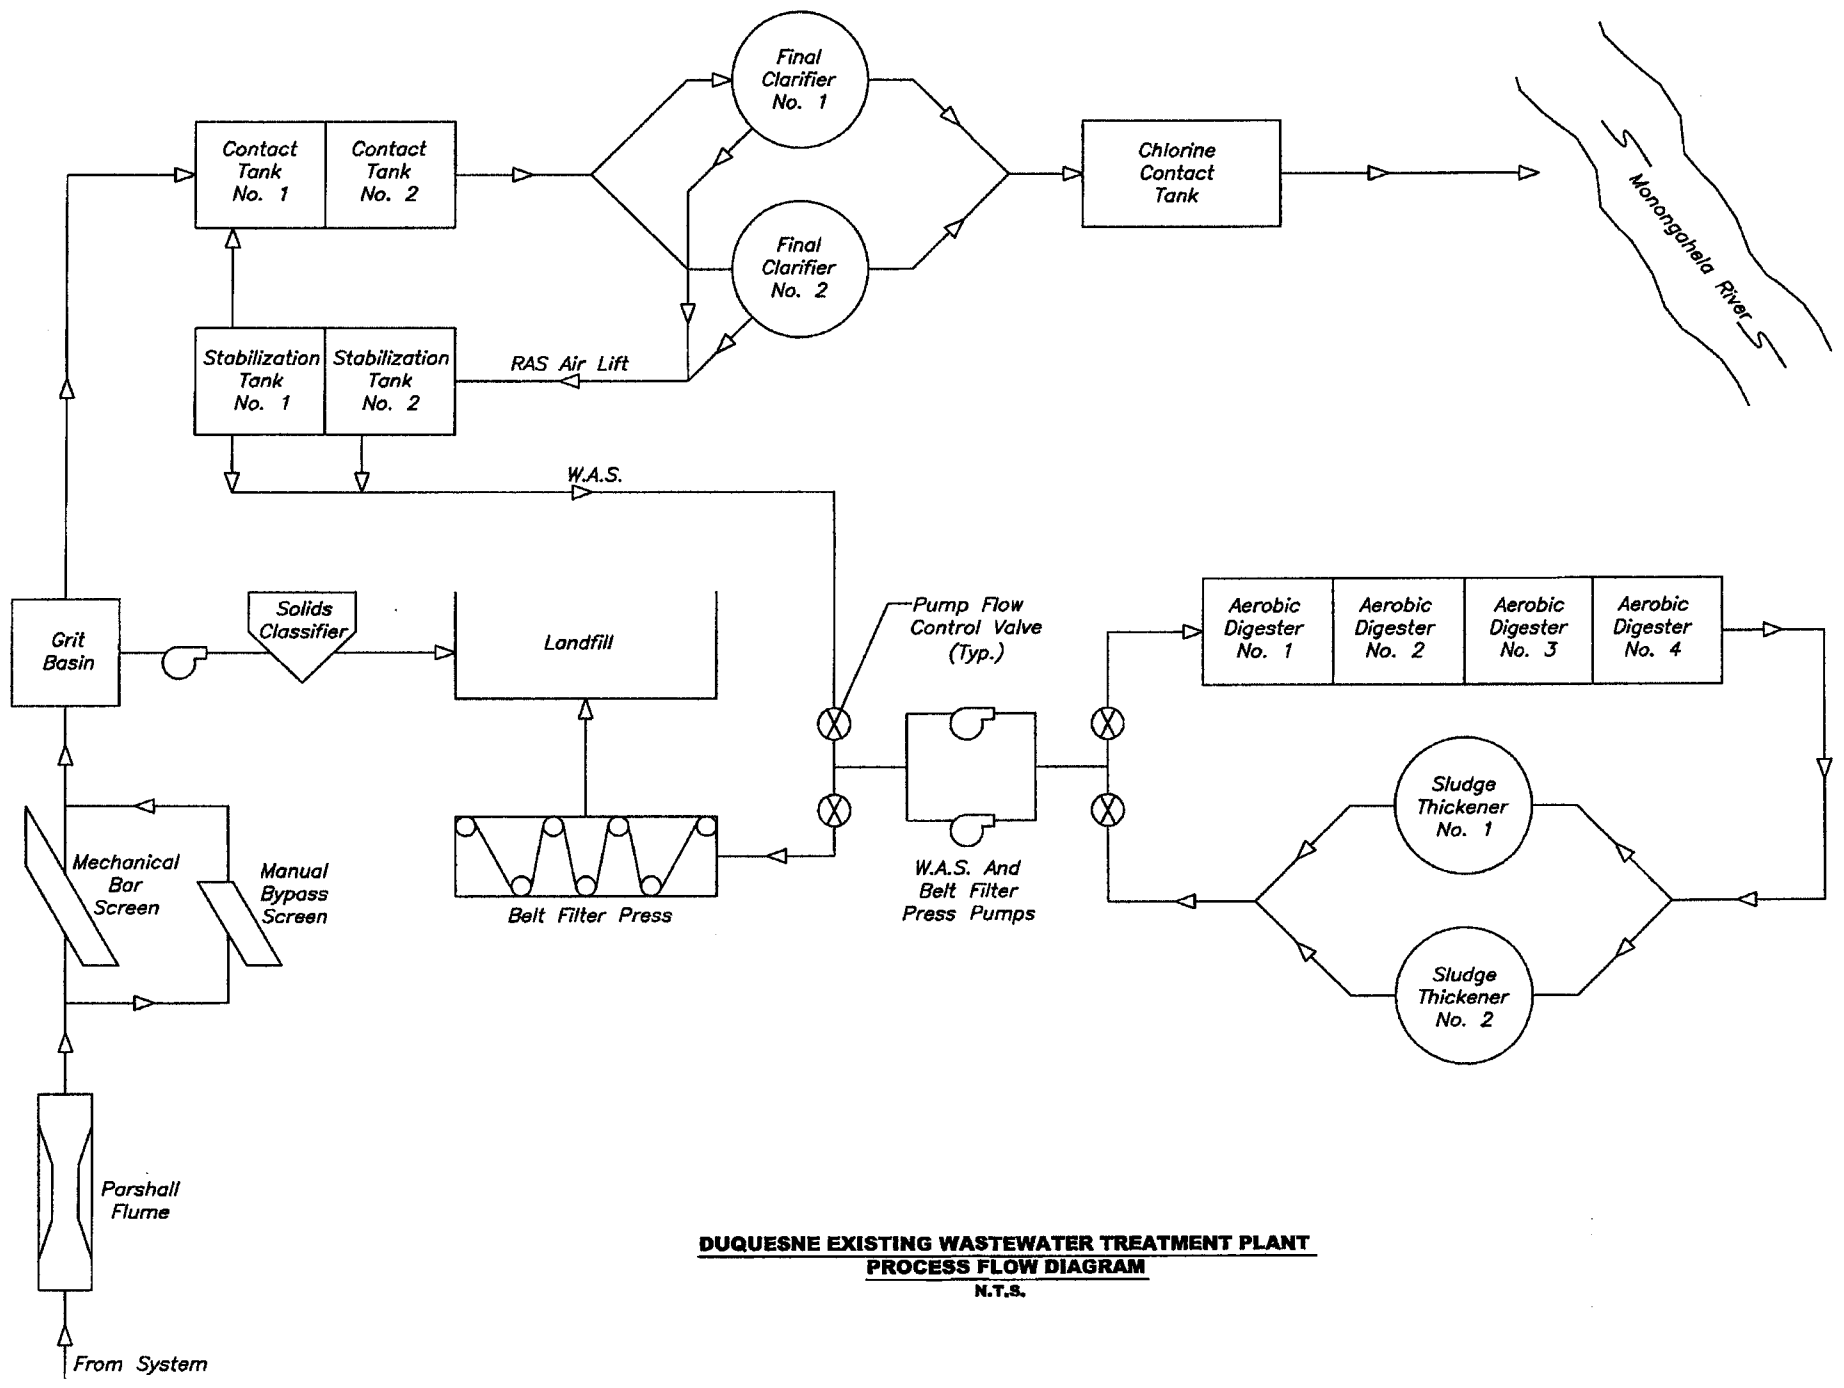 Final
Clarifier
No. 1
Contact
Tank
No. 1
Contact
Tank
No. 2
Chlorine
Contact
Tank
Monongahela River
Final
Clarifier
No. 2
Stabilization
Tank
No. 1
Stabilization
Tank
No. 2
RAS Air Lift
W.A.S.
Grit
Basin
Solids
Classifier
Landfill
Pump Flow
Control Valve
(Typ.)
Aerobic
Digester
No. 1
Aerobic
Digester
No. 2
Aerobic
Digester
No. 3
Aerobic
Digester
No. 4
Mechanical
Bar
Screen
Manual
Bypass
Screen
Belt Filter Press
W.A.S. And
Belt Filter
Press Pumps
Sludge
Thickener
No. 1
Sludge
Thickener
No. 2
Parshall
Flume
From System
DUQUESNE EXISTING WASTEWATER TREATMENT PLANT
PROCESS FLOW DIAGRAM
N.T.S.